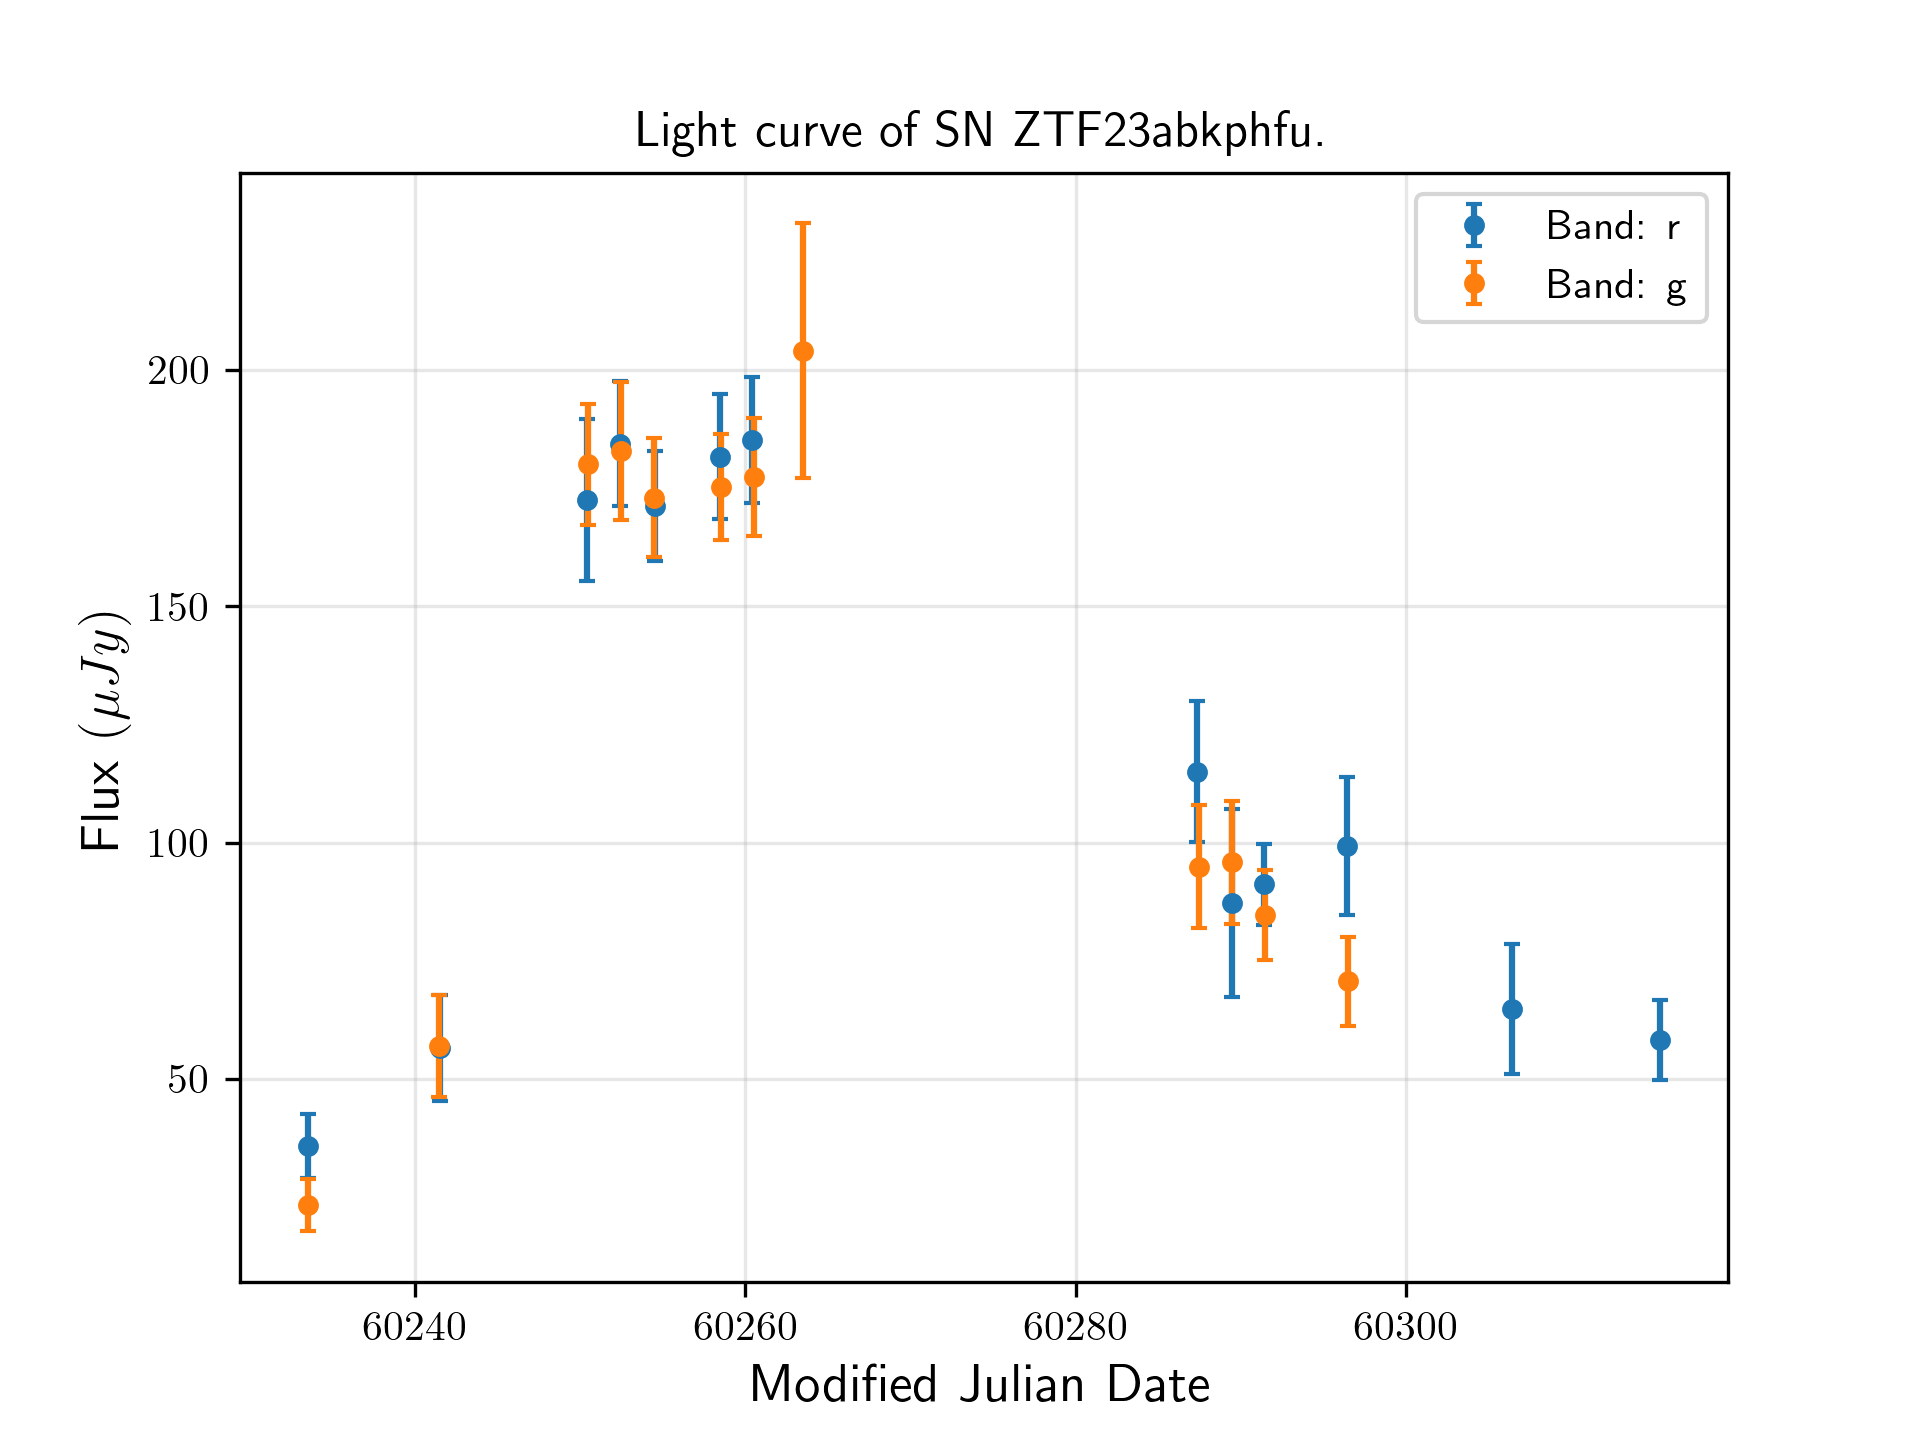 Light curve of SN ZTF23abkphfu.
Band: r
Band: g
200
150
100
50
Flux (μJy)
60240 60260 60280 60300
Modified Julian Date